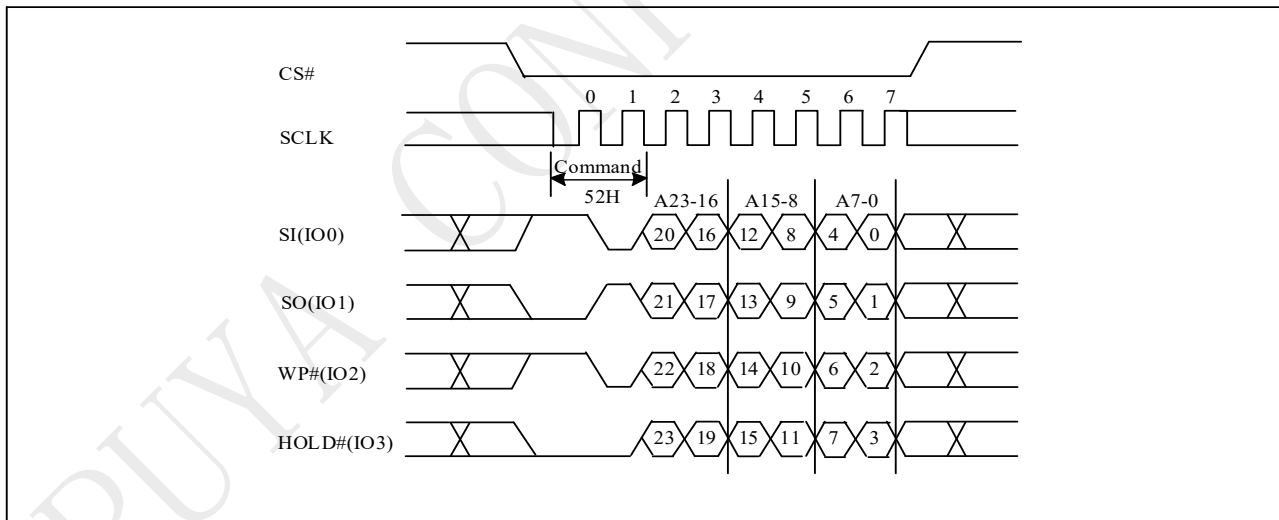 CS#
0 1 2 3 4 5 6 7
SCLK
Command
52H
A23-16 A15-8 A7-0
SI(IO0) 20 16 12 8 4 0
SO(IO1) 21 17 13 9 5 1
WP#(IO2) 22 18 14 10 6 2
HOLD#(IO3) 23 19 15 11 7 3
PUYA CONF